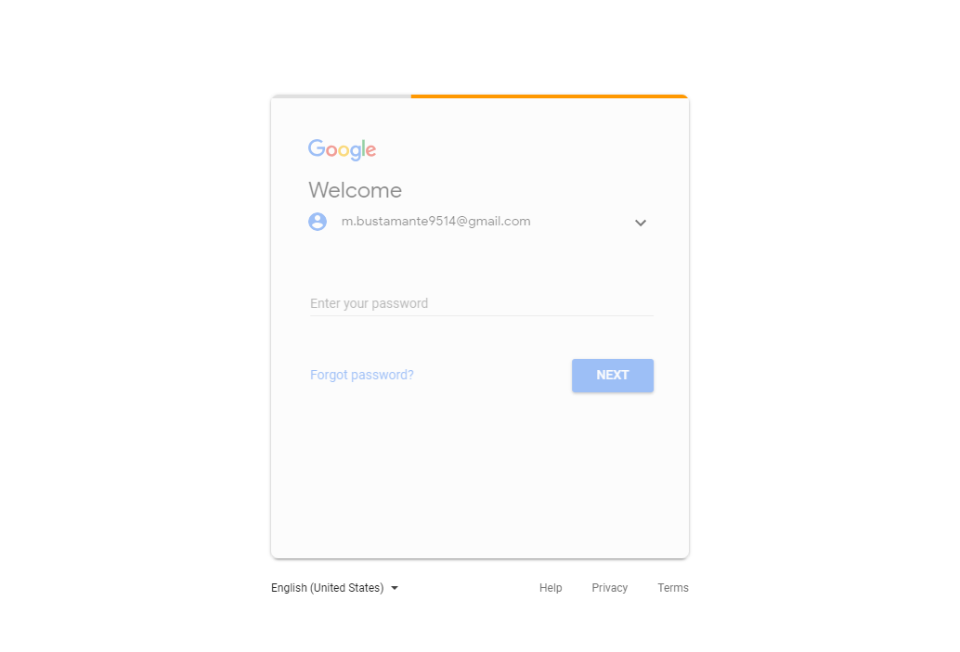 Google
Welcome
m.bustamante9514@gmail.com
Enter your password
Forgot password? NEXT
English (United States) Help Privacy Terms